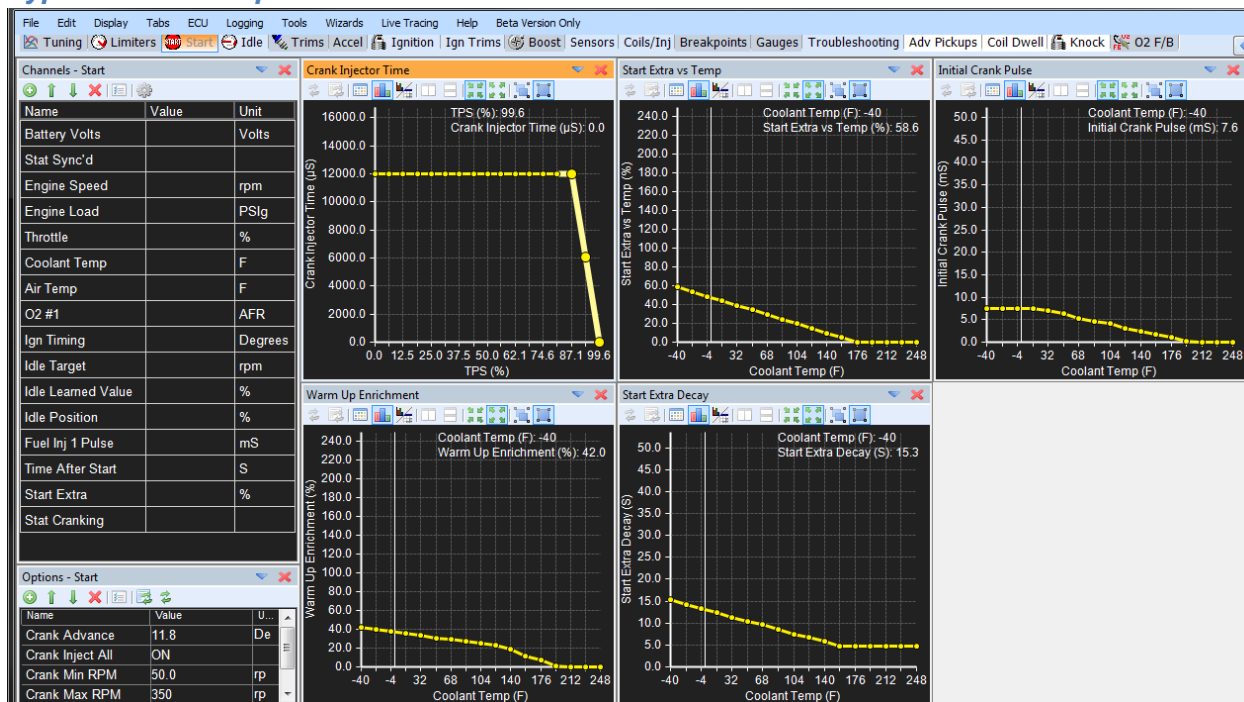 File Edit Display Tabs ECU Logging Tools Wizards Live Tracing Help Beta Version Only
Tuning Limiters START Start Idle Trims Accel Ignition Ign Trims Boost Sensors Coils/Inj Breakpoints Gauges Troubleshooting Adv Pickups Coil Dwell Knock O2 F/B
Channels - Start
Name Value Unit
Battery Volts Volts
Stat Sync'd
Engine Speed rpm
Engine Load PSIg
Throttle %
Coolant Temp F
Air Temp F
O2 #1 AFR
Ign Timing Degrees
Idle Target rpm
Idle Learned Value %
Idle Position %
Fuel Inj 1 Pulse mS
Time After Start S
Start Extra %
Stat Cranking
Options - Start
Name Value U...
Crank Advance 11.8 De
Crank Inject All ON
Crank Min RPM 50.0 rp
Crank Max RPM 350 rp
Crank Injector Time
TPS (%): 99.6
Crank Injector Time (µS): 0.0
Crank Injector Time (µS)
16000.0
14000.0
12000.0
10000.0
8000.0
6000.0
4000.0
2000.0
0.0
0.0 12.5 25.0 37.5 50.0 62.1 74.6 87.1 99.6
TPS (%)
Start Extra vs Temp
Coolant Temp (F): -40
Start Extra vs Temp (%): 58.6
Start Extra vs Temp (%)
240.0
220.0
200.0
180.0
160.0
140.0
120.0
100.0
80.0
60.0
40.0
20.0
0.0
-40 -4 32 68 104 140 176 212 248
Coolant Temp (F)
Initial Crank Pulse
Coolant Temp (F): -40
Initial Crank Pulse (mS): 7.6
Initial Crank Pulse (mS)
50.0
45.0
40.0
35.0
30.0
25.0
20.0
15.0
10.0
5.0
0.0
-40 -4 32 68 104 140 176 212 248
Coolant Temp (F)
Warm Up Enrichment
Coolant Temp (F): -40
Warm Up Enrichment (%): 42.0
Warm Up Enrichment (%)
240.0
220.0
200.0
180.0
160.0
140.0
120.0
100.0
80.0
60.0
40.0
20.0
0.0
-40 -4 32 68 104 140 176 212 248
Coolant Temp (F)
Start Extra Decay
Coolant Temp (F): -40
Start Extra Decay (S): 15.3
Start Extra Decay (S)
50.0
45.0
40.0
35.0
30.0
25.0
20.0
15.0
10.0
5.0
0.0
-40 -4 32 68 104 140 176 212 248
Coolant Temp (F)